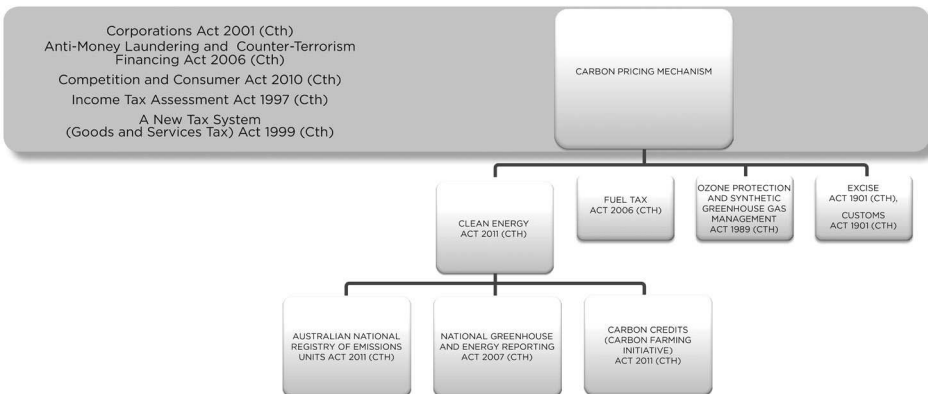 Corporations Act 2001 (Cth)
Anti-Money Laundering and Counter-Terrorism
Financing Act 2006 (Cth)
Competition and Consumer Act 2010 (Cth)
Income Tax Assessment Act 1997 (Cth)
A New Tax System
(Goods and Services Tax) Act 1999 (Cth)
CARBON PRICING MECHANISM
CLEAN ENERGY
ACT 2011 (CTH)
FUEL TAX
ACT 2006 (CTH)
OZONE PROTECTION
AND SYNTHETIC
GREENHOUSE GAS
MANAGEMENT
ACT 1989 (CTH)
EXCISE
ACT 1901 (CTH),
CUSTOMS
ACT 1901 (CTH)
AUSTRALIAN NATIONAL
REGISTRY OF EMISSIONS
UNITS ACT 2011 (CTH)
NATIONAL GREENHOUSE
AND ENERGY REPORTING
ACT 2007 (CTH)
CARBON CREDITS
(CARBON FARMING
INITIATIVE)
ACT 2011 (CTH)